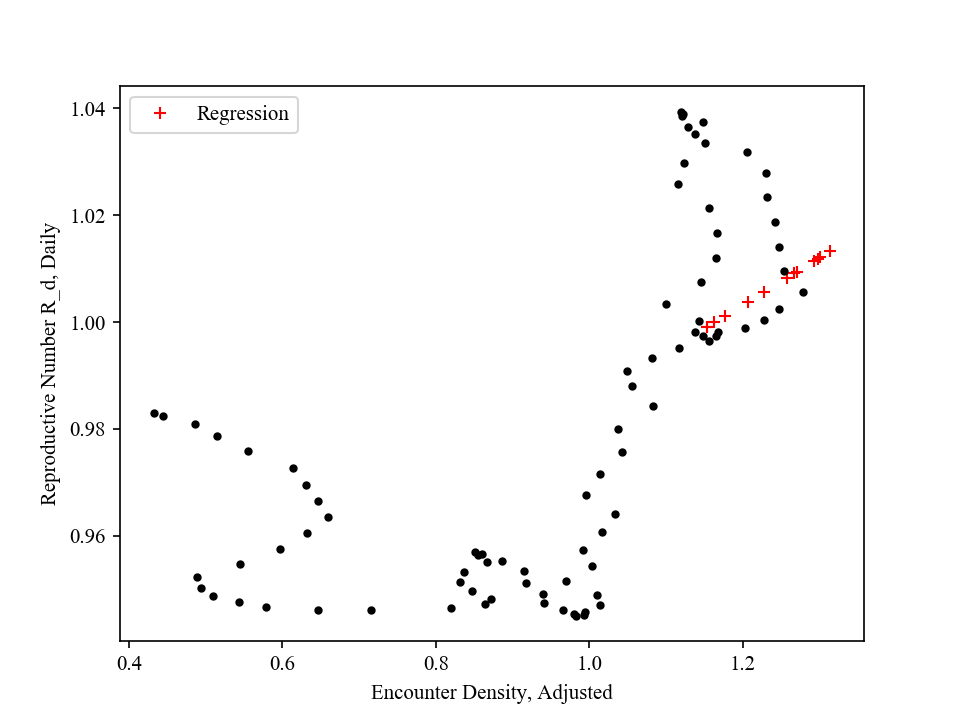 Regression
1.04
1.02
1.00
0.98
0.96
Reproductive Number R_d, Daily
0.4 0.6 0.8 1.0 1.2
Encounter Density, Adjusted